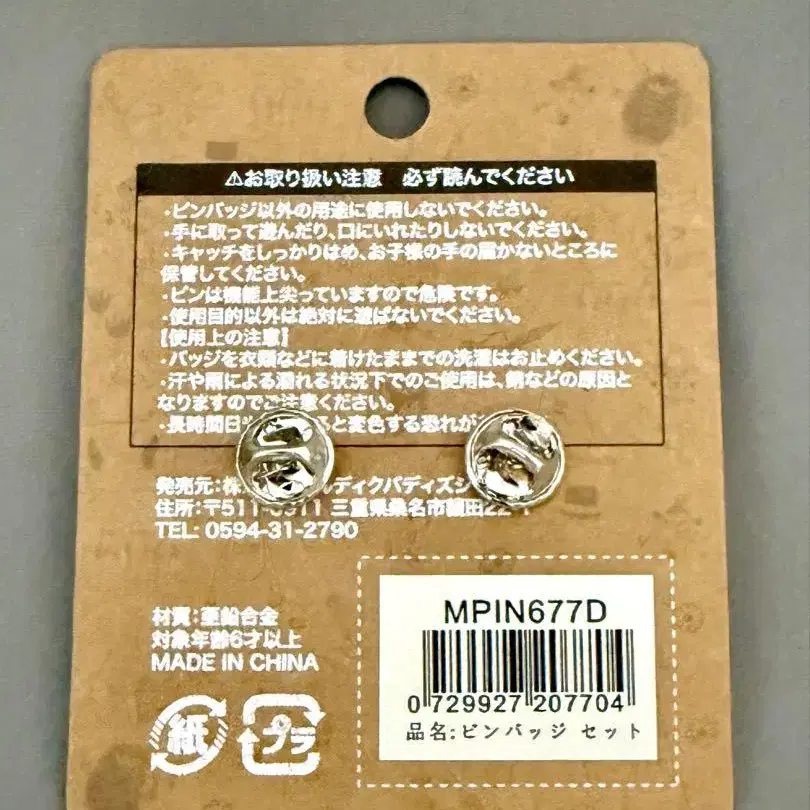 ⚠お取り扱い注意 必ず読んでください
・ピンバッジ以外の用途に使用しないでください。
・手に取って遊んだり、口にいれたりしないでください。
・キャッチをしっかりはめ、お子様の手の届かないところに
保管してください。
・ピンは機能上尖っていますので危険です。
・使用目的以外は絶対に遊ばないでください。
【使用上の注意】
・バッジを衣類などに着けたままでの洗濯はお止めください。
・汗や雨による濡れる状況下でのご使用は、錆などの原因と
なりますのでご注意ください。
・長時間日 ると変色する恐れが
発売元:株 ディクパディズジ
住所:〒511- 11 三重県桑名市額田22-1
TEL: 0594-31-2790
材質:亜鉛合金
対象年齢6才以上
MADE IN CHINA
紙 プラ
MPIN677D
0 729927 207704
品名:ピンバッジ セット